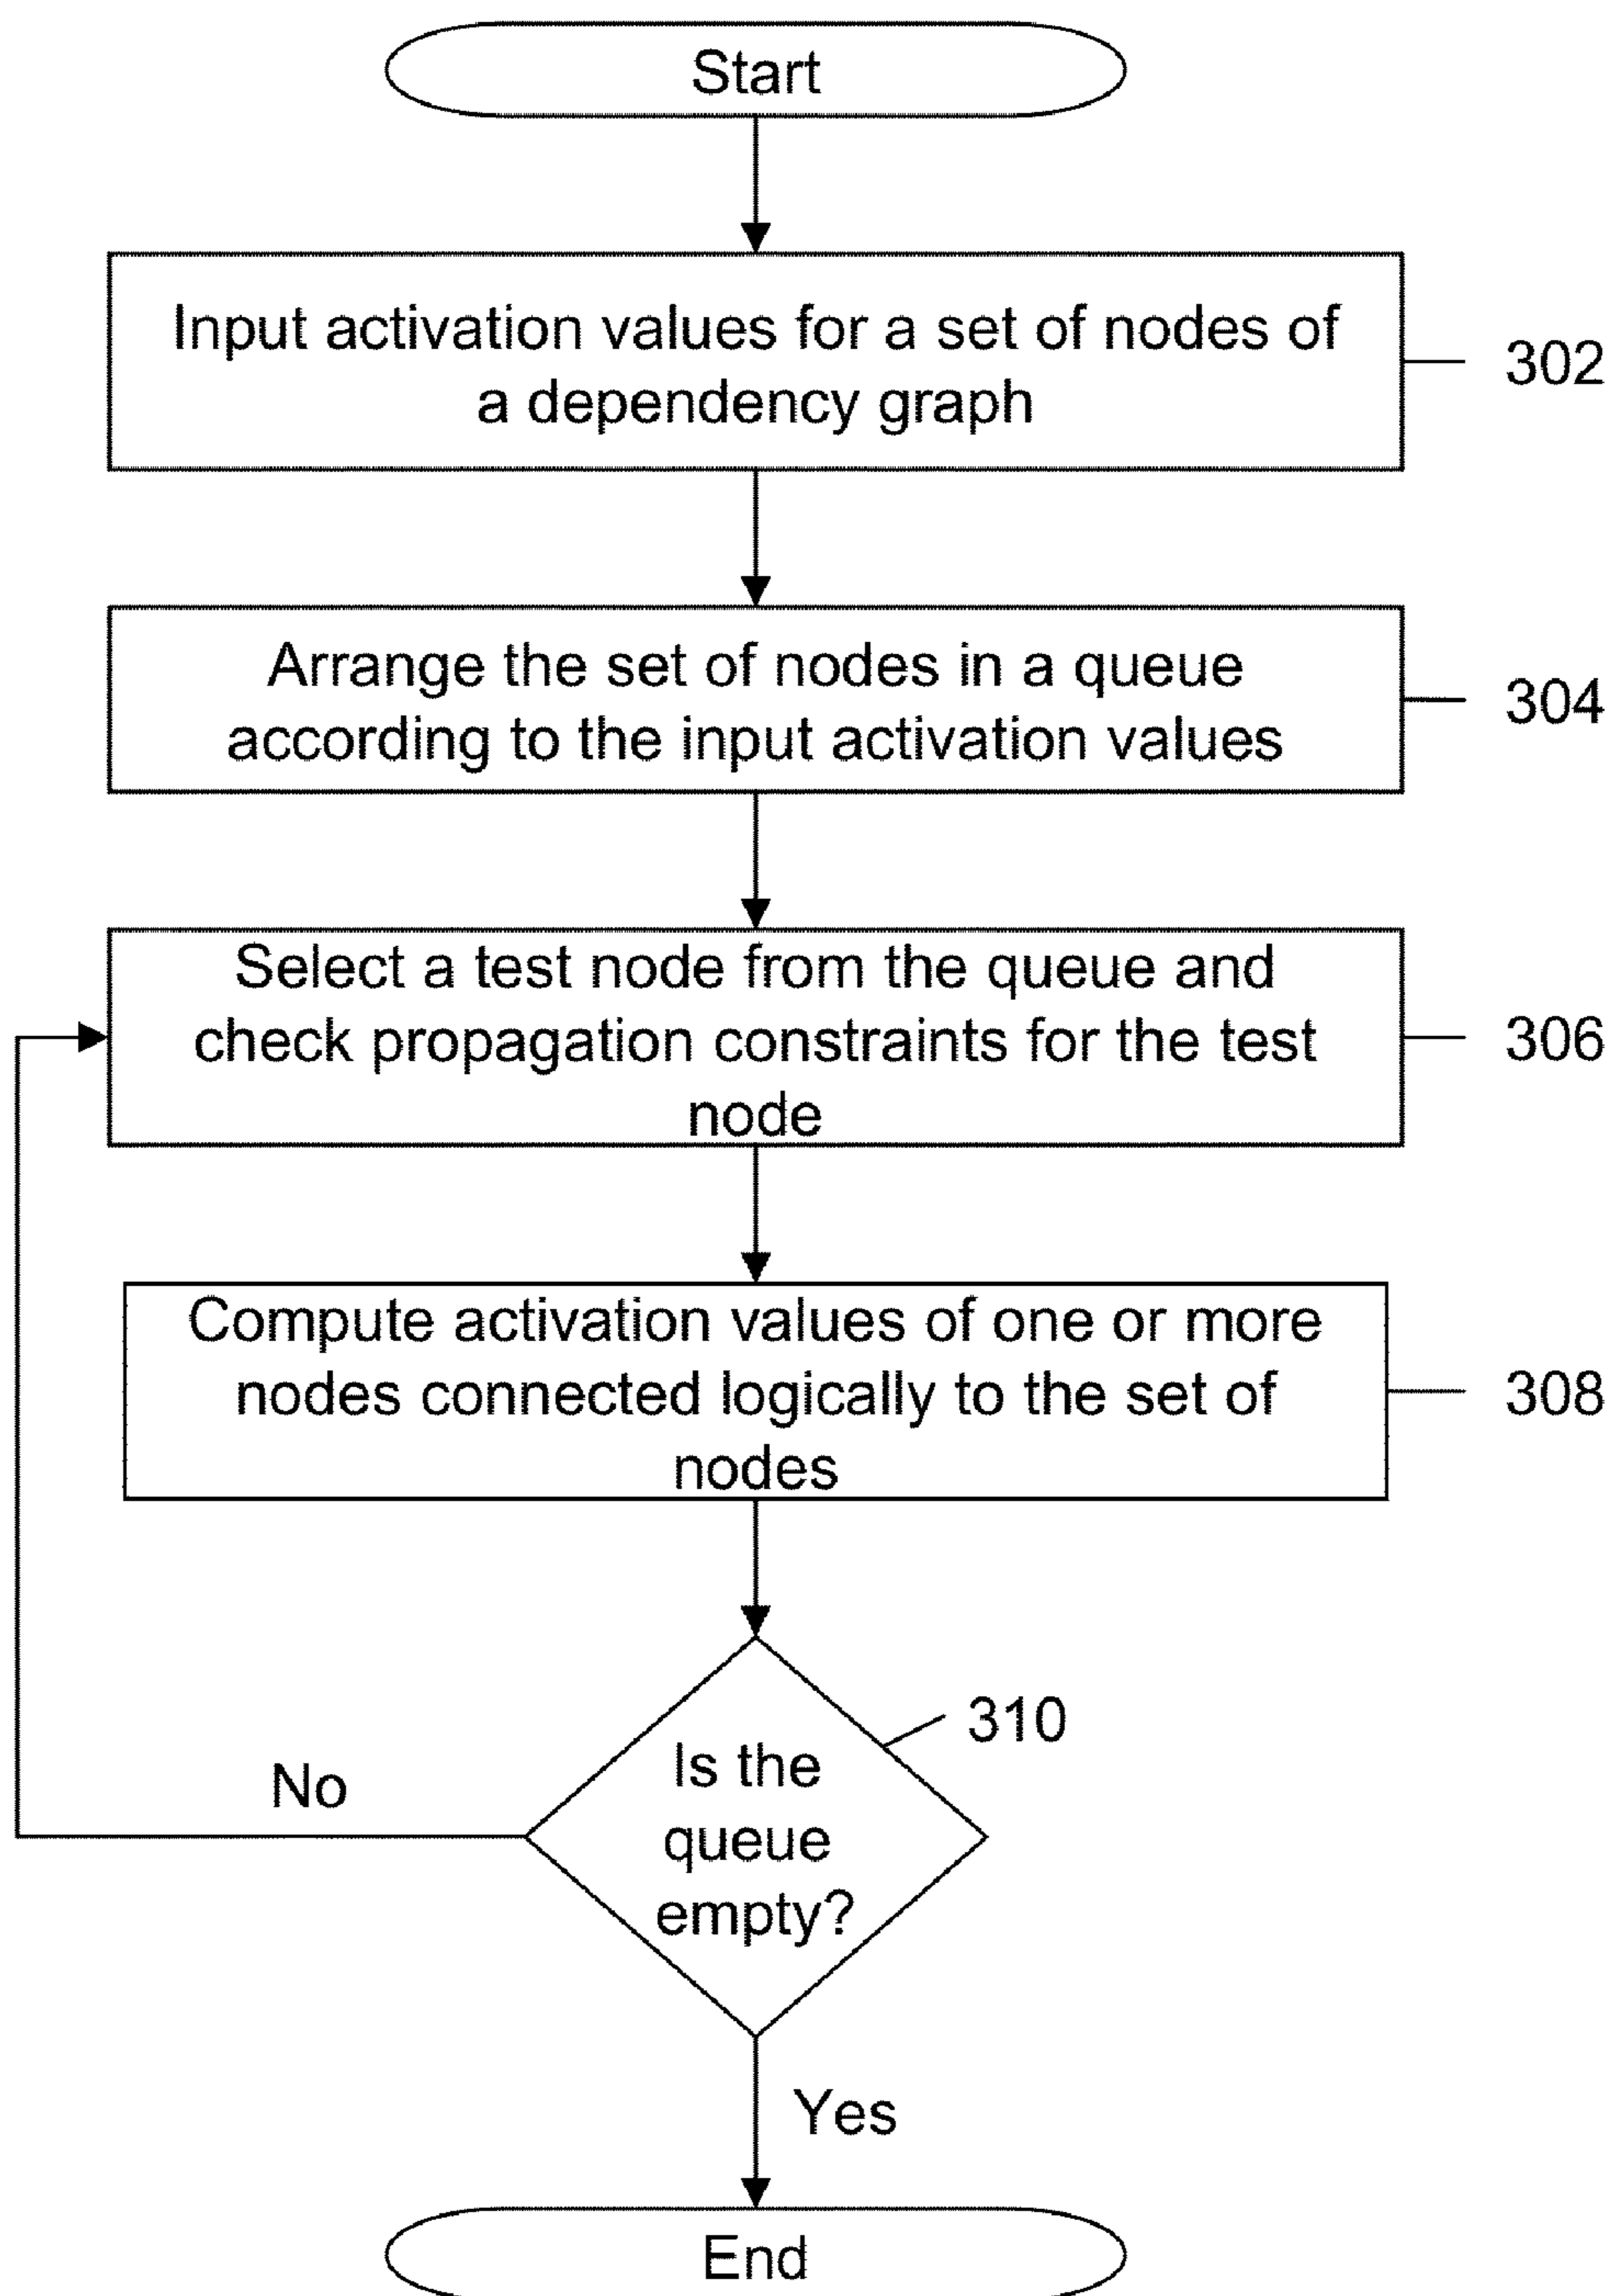 Start
Input activation values for a set of nodes of
a dependency graph
302
Arrange the set of nodes in a queue
according to the input activation values
304
Select a test node from the queue and
check propagation constraints for the test
node
306
Compute activation values of one or more
nodes connected logically to the set of
nodes
308
310
Is the
queue
empty?
No
Yes
End